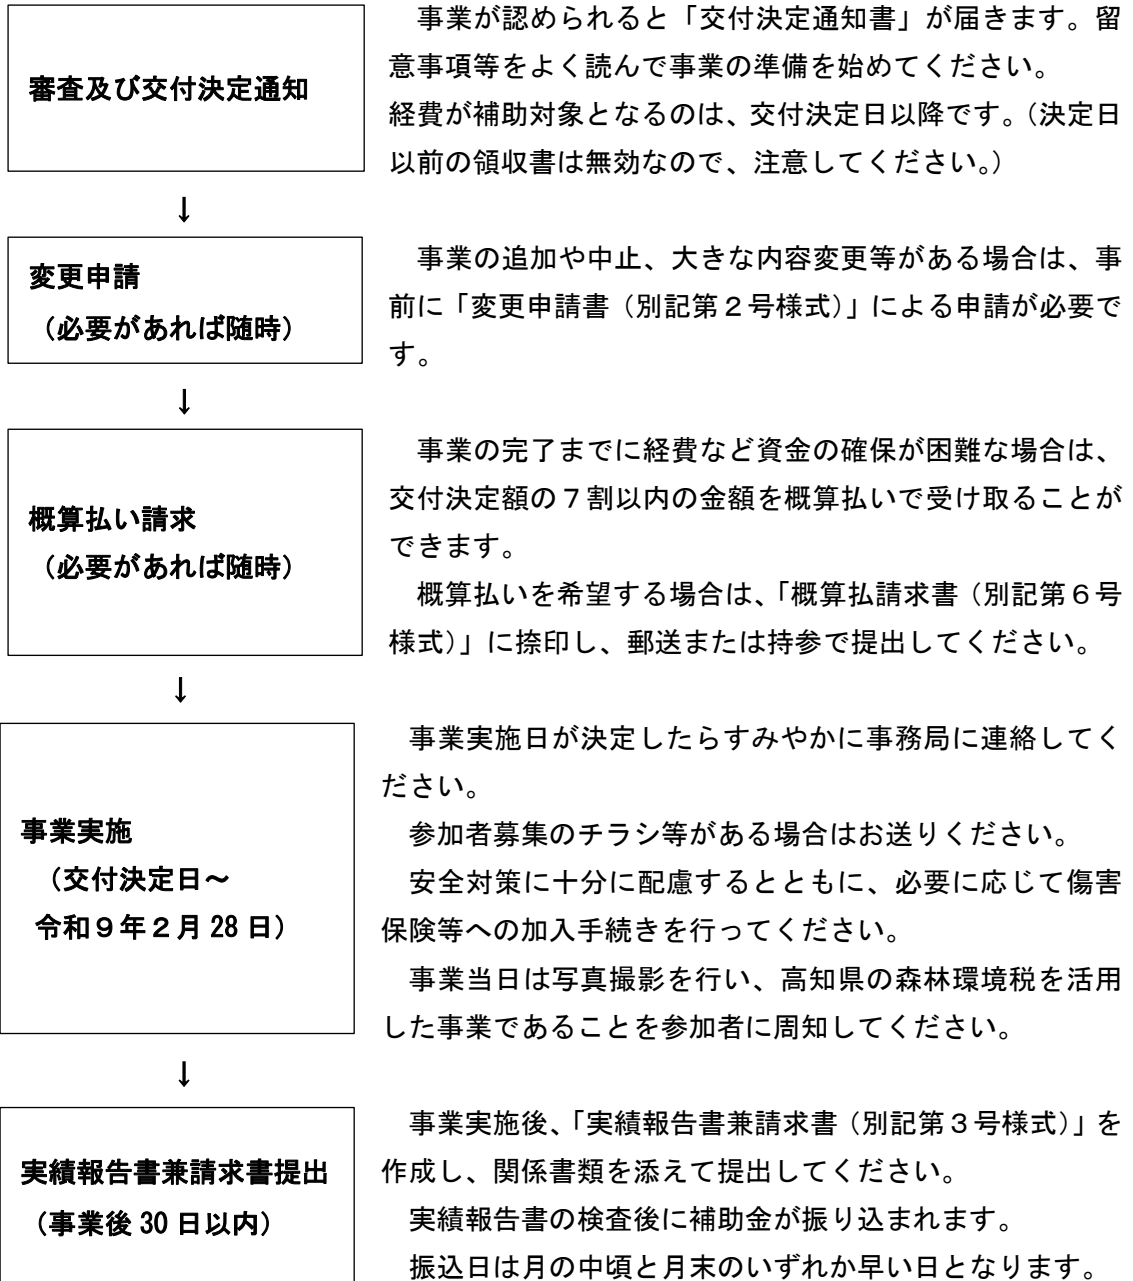 審査及び交付決定通知
事業が認められると「交付決定通知書」が届きます。留
意事項等をよく読んで事業の準備を始めてください。
経費が補助対象となるのは、交付決定日以降です。（決定日
以前の領収書は無効なので、注意してください。）
↓
変更申請
（必要があれば随時）
事業の追加や中止、大きな内容変更等がある場合は、事
前に「変更申請書（別記第２号様式）」による申請が必要で
す。
↓
概算払い請求
（必要があれば随時）
事業の完了までに経費など資金の確保が困難な場合は、
交付決定額の７割以内の金額を概算払いで受け取ることが
できます。
概算払いを希望する場合は、「概算払請求書（別記第６号
様式）」に捺印し、郵送または持参で提出してください。
↓
事業実施
（交付決定日～
令和９年２月 28 日）
事業実施日が決定したらすみやかに事務局に連絡してく
ださい。
参加者募集のチラシ等がある場合はお送りください。
安全対策に十分に配慮するとともに、必要に応じて傷害
保険等への加入手続きを行ってください。
事業当日は写真撮影を行い、高知県の森林環境税を活用
した事業であることを参加者に周知してください。
↓
実績報告書兼請求書提出
（事業後 30 日以内）
事業実施後、「実績報告書兼請求書（別記第３号様式）」を
作成し、関係書類を添えて提出してください。
実績報告書の検査後に補助金が振り込まれます。
振込日は月の中頃と月末のいずれか早い日となります。